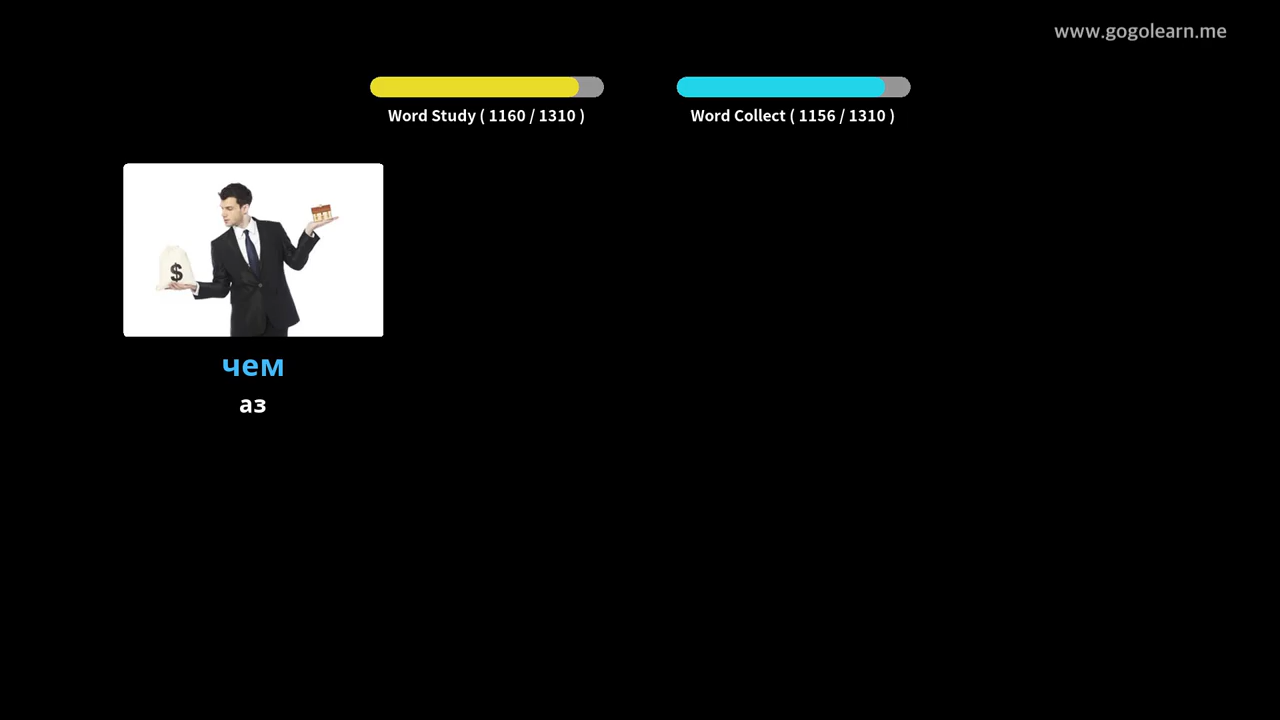 www.gogolearn.me
Word Study ( 1160 / 1310 )
Word Collect ( 1156 / 1310 )
$
чем
аз